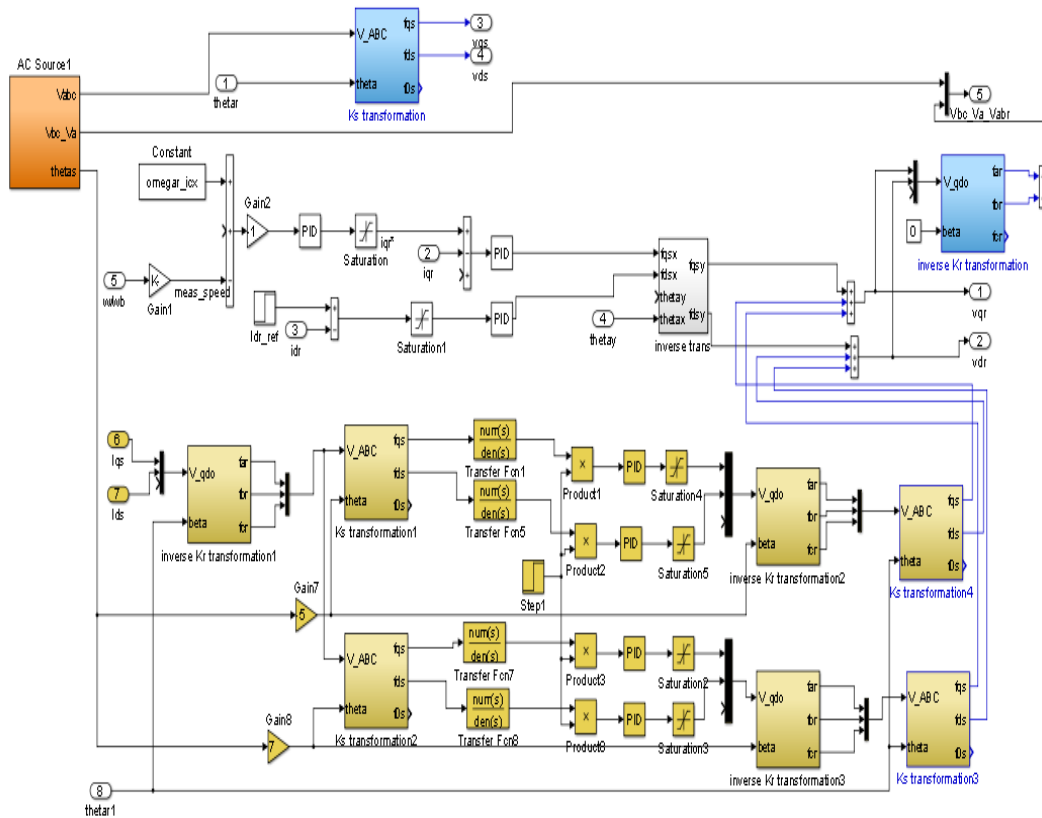 AC Source1
Vabc
Vbc_Va
thetas
1
thetar
V_ABC
theta
fqs
fds
f0s
Ks transformation
3
vqs
4
vds
5
Vbc_Va_Vabr
Constant
omegar_icx
Gain2
-1
PID
Saturation
iqr*
2
iqr
PID
5
w/wb
K-
Gain1
meas_speed
Idr_ref
3
idr
Saturation1
PID
fqsx
fdsx
thetay
thetax
fqsy
fdsy
inverse trans
4
thetay
V_qdo
0
beta
far
fbr
fcr
inverse Kr transformation
1
vqr
2
vdr
6
Iqs
7
Ids
V_qdo
beta
far
fbr
fcr
inverse Kr transformation1
V_ABC
theta
fqs
fds
f0s
Ks transformation1
num(s)
den(s)
Transfer Fcn1
num(s)
den(s)
Transfer Fcn5
×
Product1
PID
Saturation4
×
Product2
PID
Saturation5
Step1
V_qdo
beta
far
fbr
fcr
inverse Kr transformation2
V_ABC
theta
fqs
fds
f0s
Ks transformation4
Gain7
-5
V_ABC
theta
fqs
fds
f0s
Ks transformation2
num(s)
den(s)
Transfer Fcn7
num(s)
den(s)
Transfer Fcn8
×
Product3
PID
Saturation2
×
Product8
PID
Saturation3
Gain8
7
V_qdo
beta
far
fbr
fcr
inverse Kr transformation3
V_ABC
theta
fqs
fds
f0s
Ks transformation3
8
thetar1